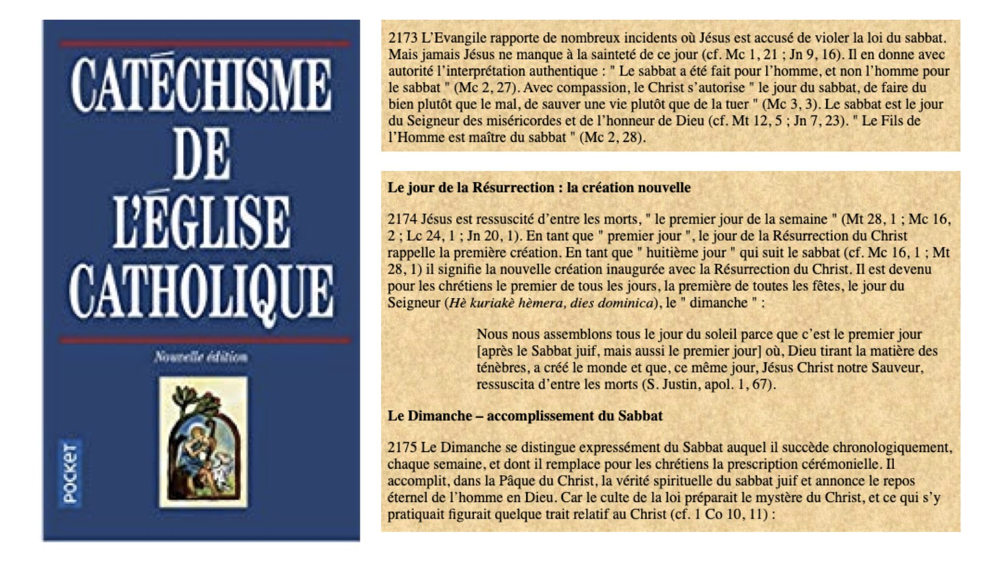 CATÉCHISME
DE
L'ÉGLISE
CATHOLIQUE
Nouvelle édition
POCKET
2173 L’Evangile rapporte de nombreux incidents où Jésus est accusé de violer la loi du sabbat.
Mais jamais Jésus ne manque à la sainteté de ce jour (cf. Mc 1, 21 ; Jn 9, 16). Il en donne avec
autorité l’interprétation authentique : " Le sabbat a été fait pour l’homme, et non l’homme pour
le sabbat " (Mc 2, 27). Avec compassion, le Christ s’autorise " le jour du sabbat, de faire du
bien plutôt que le mal, de sauver une vie plutôt que de la tuer " (Mc 3, 3). Le sabbat est le jour
du Seigneur des miséricordes et de l’honneur de Dieu (cf. Mt 12, 5 ; Jn 7, 23). " Le Fils de
l’Homme est maître du sabbat " (Mc 2, 28).
Le jour de la Résurrection : la création nouvelle
2174 Jésus est ressuscité d’entre les morts, " le premier jour de la semaine " (Mt 28, 1 ; Mc 16,
2 ; Lc 24, 1 ; Jn 20, 1). En tant que " premier jour ", le jour de la Résurrection du Christ
rappelle la première création. En tant que " huitième jour " qui suit le sabbat (cf. Mc 16, 1 ; Mt
28, 1) il signifie la nouvelle création inaugurée avec la Résurrection du Christ. Il est devenu
pour les chrétiens le premier de tous les jours, la première de toutes les fêtes, le jour du
Seigneur (Hè kuriakè hèmera, dies dominica), le " dimanche " :
Nous nous assemblons tous le jour du soleil parce que c’est le premier jour
[après le Sabbat juif, mais aussi le premier jour] où, Dieu tirant la matière des
ténèbres, a créé le monde et que, ce même jour, Jésus Christ notre Sauveur,
ressuscita d’entre les morts (S. Justin, apol. 1, 67).
Le Dimanche – accomplissement du Sabbat
2175 Le Dimanche se distingue expressément du Sabbat auquel il succède chronologiquement,
chaque semaine, et dont il remplace pour les chrétiens la prescription cérémonielle. Il
accomplit, dans la Pâque du Christ, la vérité spirituelle du sabbat juif et annonce le repos
éternel de l’homme en Dieu. Car le culte de la loi préparait le mystère du Christ, et ce qui s’y
pratiquait figurait quelque trait relatif au Christ (cf. 1 Co 10, 11) :